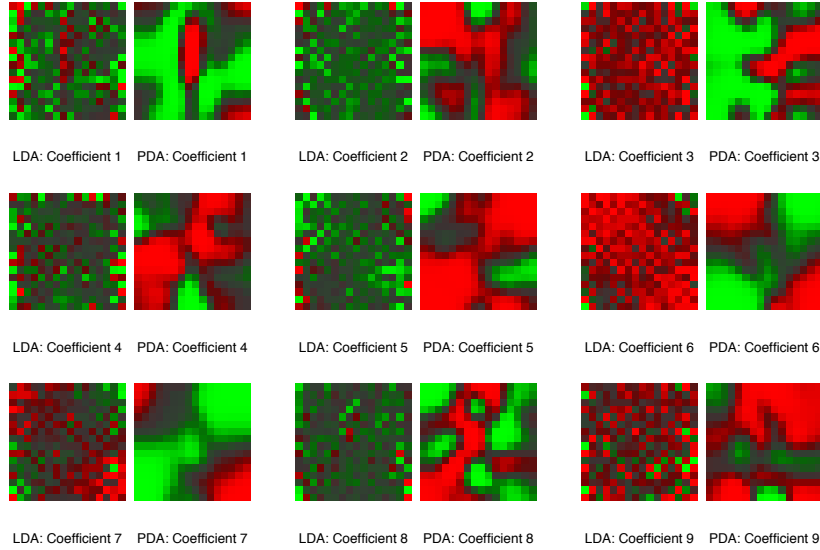 LDA: Coefficient 1 PDA: Coefficient 1 LDA: Coefficient 2 PDA: Coefficient 2 LDA: Coefficient 3 PDA: Coefficient 3
LDA: Coefficient 4 PDA: Coefficient 4 LDA: Coefficient 5 PDA: Coefficient 5 LDA: Coefficient 6 PDA: Coefficient 6
LDA: Coefficient 7 PDA: Coefficient 7 LDA: Coefficient 8 PDA: Coefficient 8 LDA: Coefficient 9 PDA: Coefficient 9